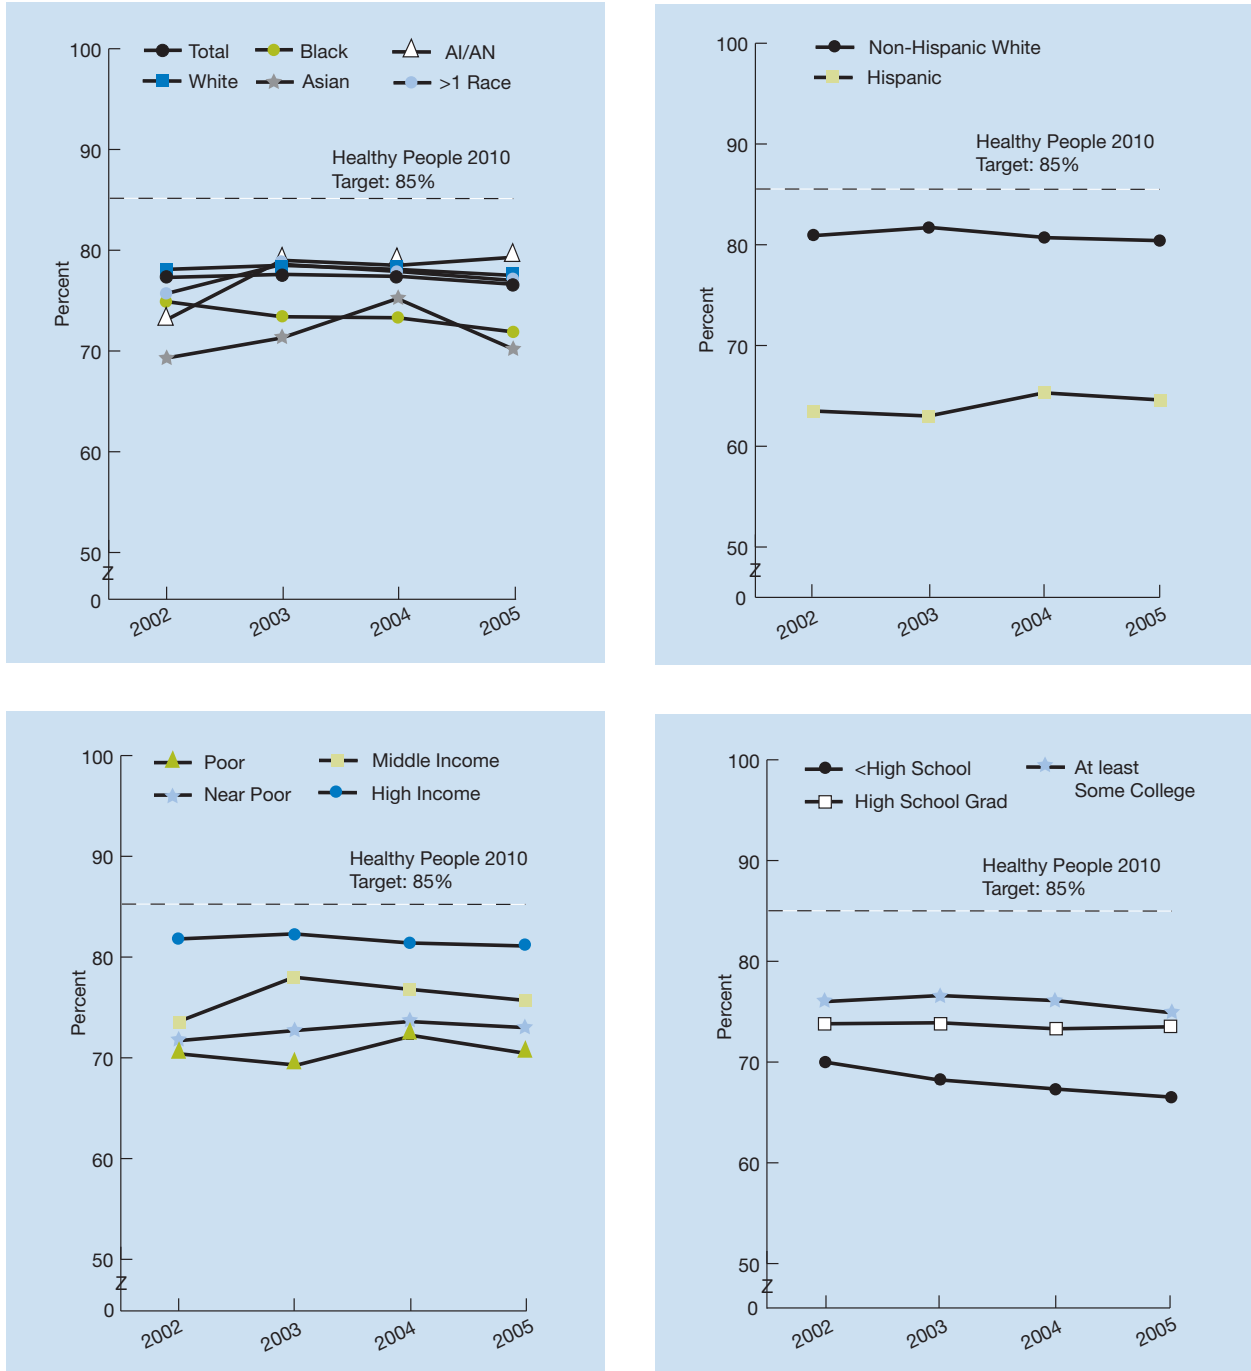 Total
Black
AI/AN
White
Asian
>1 Race
Healthy People 2010
Target: 85%
Percent
100
90
80
70
60
50
Z
0
2002
2003
2004
2005
Non-Hispanic White
Hispanic
Healthy People 2010
Target: 85%
Percent
100
90
80
70
60
50
Z
0
2002
2003
2004
2005
Poor
Middle Income
Near Poor
High Income
Healthy People 2010
Target: 85%
Percent
100
90
80
70
60
50
Z
0
2002
2003
2004
2005
<High School
At least
Some College
High School Grad
Healthy People 2010
Target: 85%
Percent
100
90
80
70
60
50
Z
0
2002
2003
2004
2005